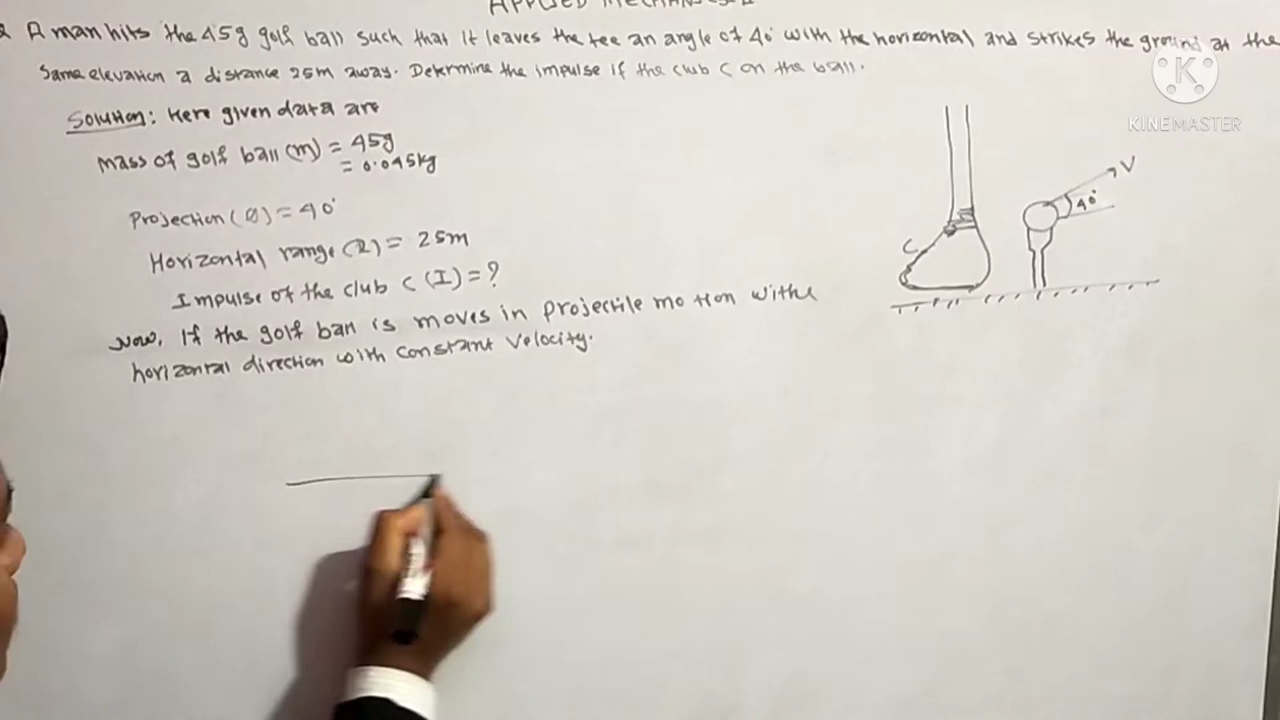 APPLIED MECHANICS-II
A man hits the 45g golf ball such that it leaves the tee an angle of 40° with the horizontal and strikes the ground at the
same elevation a distance 25m away. Determine the impulse if the club C on the ball.
Solution: Here given data are
Mass of golf ball (m) = 45g
= 0.045kg
Projection (θ) = 40°
Horizontal range (R) = 25m
Impulse of the club C (I) = ?
Now, If the golf ball is moves in projectile motion withe
horizontal direction with constant velocity.
C
V
40°
K
KINEMASTER